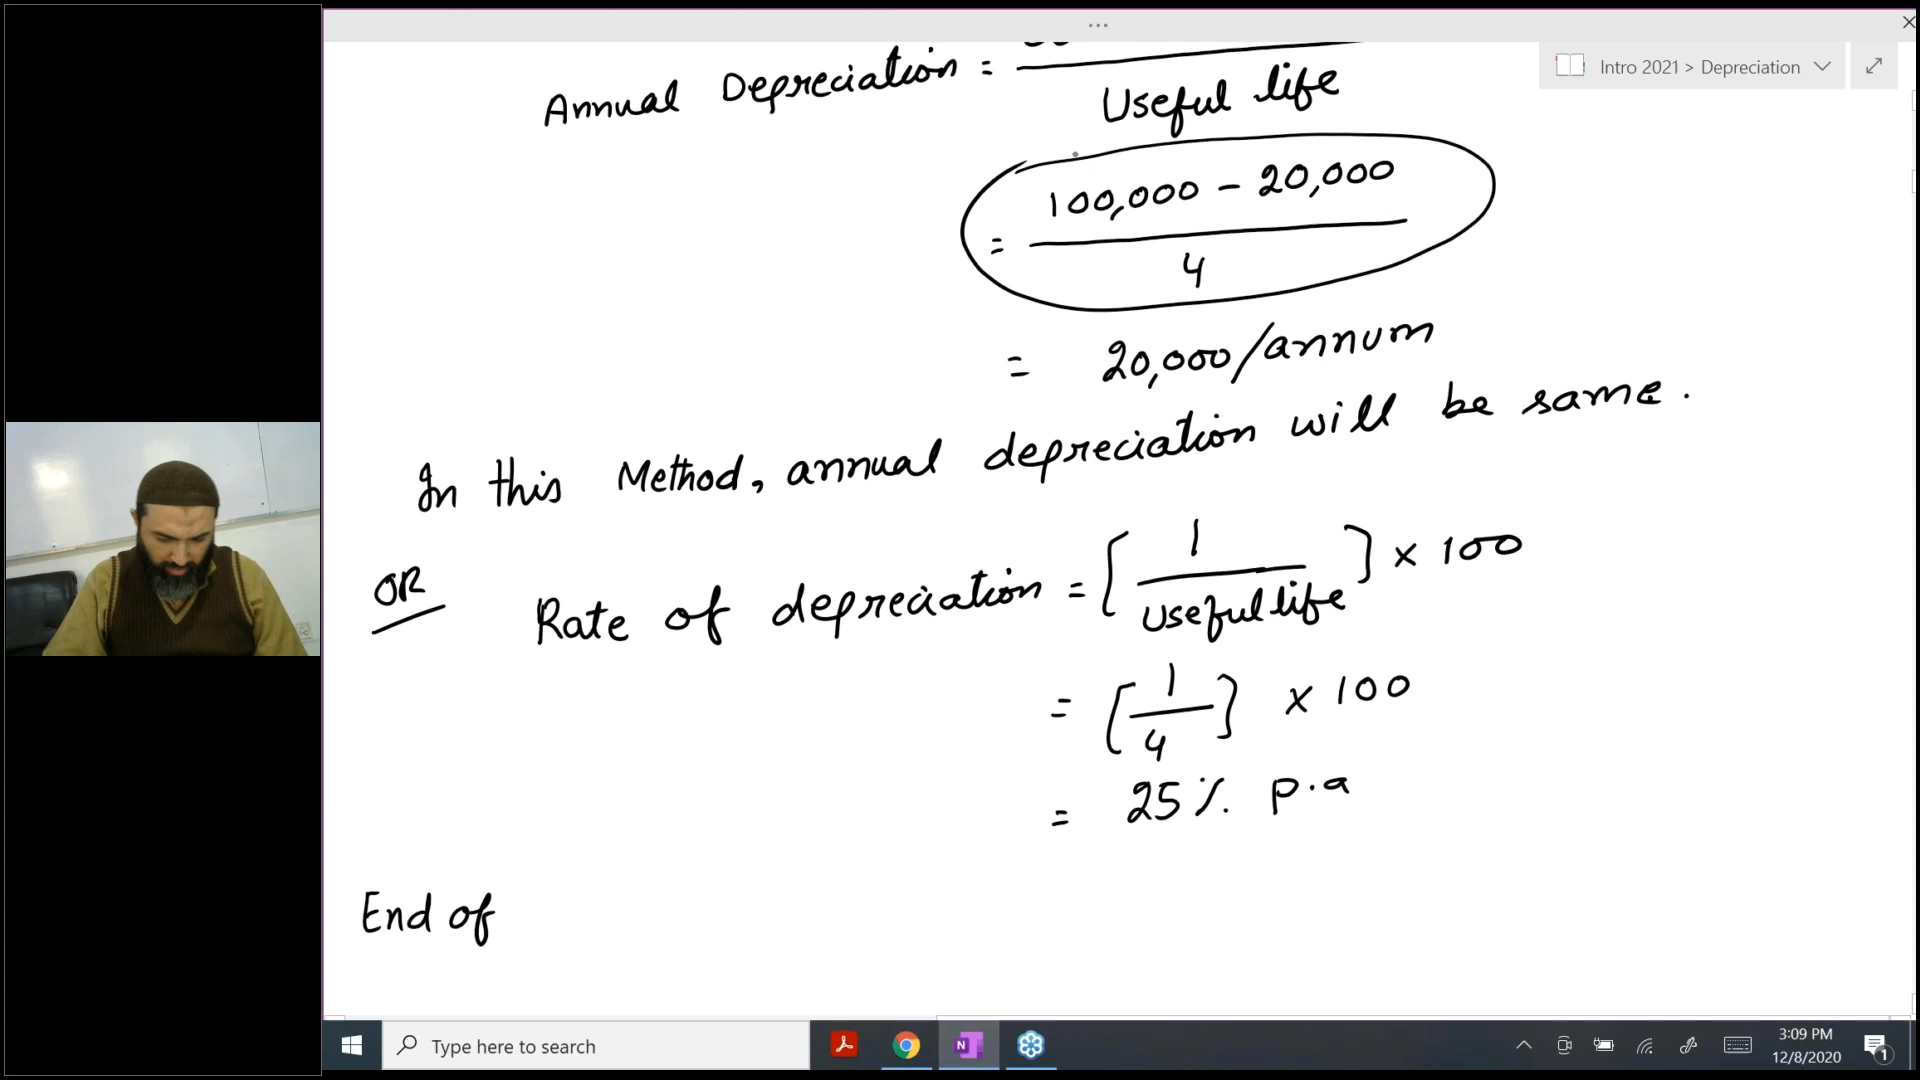 Intro 2021 > Depreciation
Annual Depreciation =
Useful life
= 100,000 - 20,000
4
= 20,000/annum
In this Method, annual depreciation will be same.
OR
Rate of depreciation = [ 1 / Useful life ] x 100
= [ 1 / 4 ] x 100
= 25 % p.a
End of
Type here to search
3:09 PM
12/8/2020
1